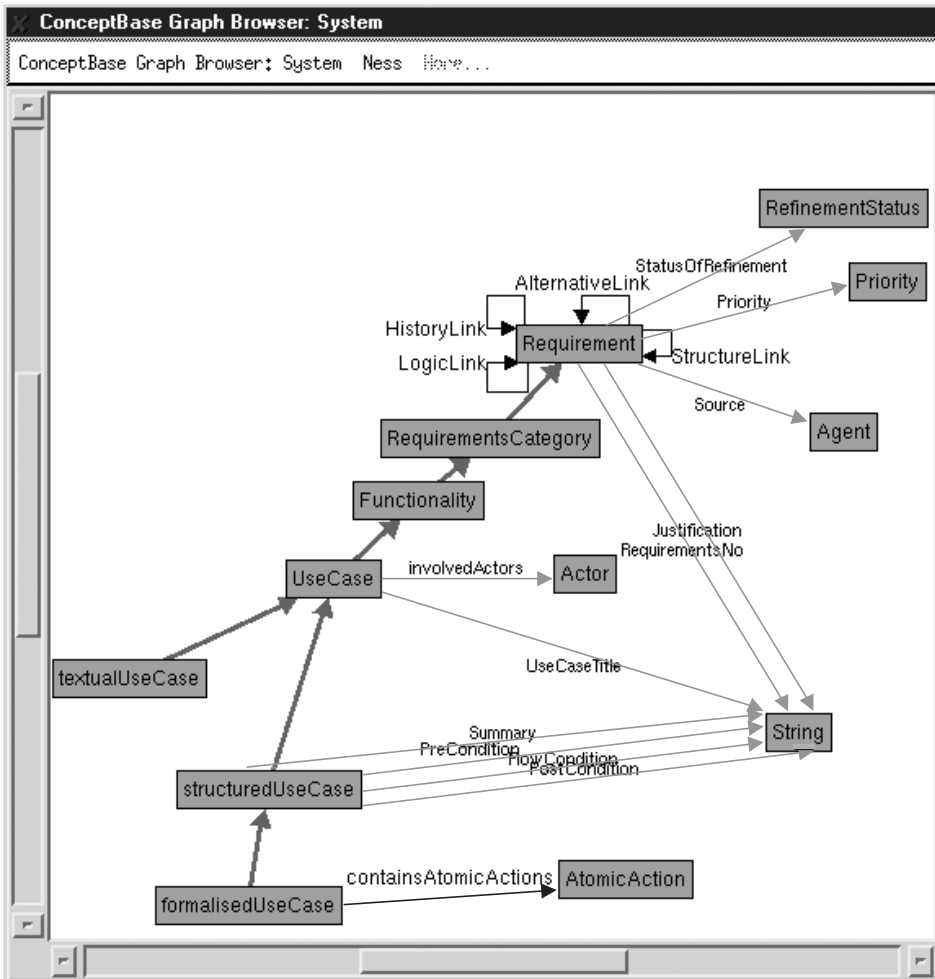 ConceptBase Graph Browser: System
ConceptBase Graph Browser: System Ness
RefinementStatus
StatusOfRefinement
Priority
AlternativeLink
Priority
HistoryLink
Requirement
StructureLink
LogicLink
Source
Agent
RequirementsCategory
Functionality
Justification
RequirementsNo
UseCase
involvedActors
Actor
textualUseCase
UseCaseTitle
String
Summary
PreCondition
FlowCondition
PostCondition
structuredUseCase
containsAtomicActions
AtomicAction
formalisedUseCase